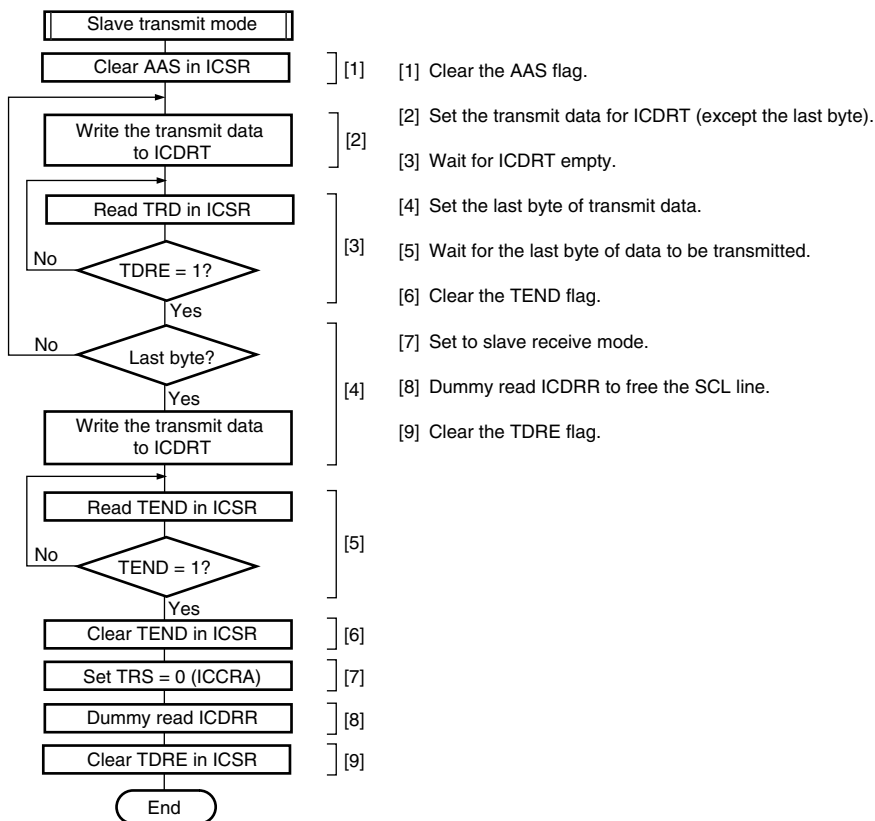 Slave transmit mode
Clear AAS in ICSR
[1]
Write the transmit data
to ICDRT
[2]
Read TRD in ICSR
No
TDRE = 1?
[3]
Yes
No
Last byte?
Yes
[4]
Write the transmit data
to ICDRT
Read TEND in ICSR
No
TEND = 1?
[5]
Yes
Clear TEND in ICSR
[6]
Set TRS = 0 (ICCRA)
[7]
Dummy read ICDRR
[8]
Clear TDRE in ICSR
[9]
End
[1] Clear the AAS flag.
[2] Set the transmit data for ICDRT (except the last byte).
[3] Wait for ICDRT empty.
[4] Set the last byte of transmit data.
[5] Wait for the last byte of data to be transmitted.
[6] Clear the TEND flag.
[7] Set to slave receive mode.
[8] Dummy read ICDRR to free the SCL line.
[9] Clear the TDRE flag.